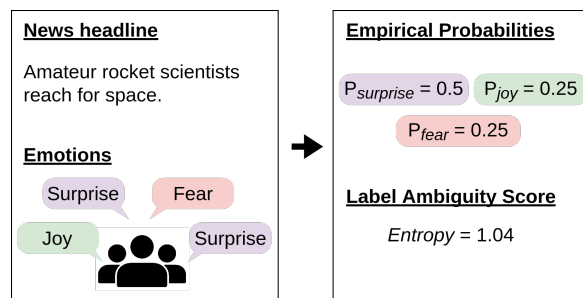 News headline
Amateur rocket scientists
reach for space.
Emotions
Surprise
Fear
Joy
Surprise
Empirical Probabilities
Psurprise = 0.5
Pjoy = 0.25
Pfear = 0.25
Label Ambiguity Score
Entropy = 1.04